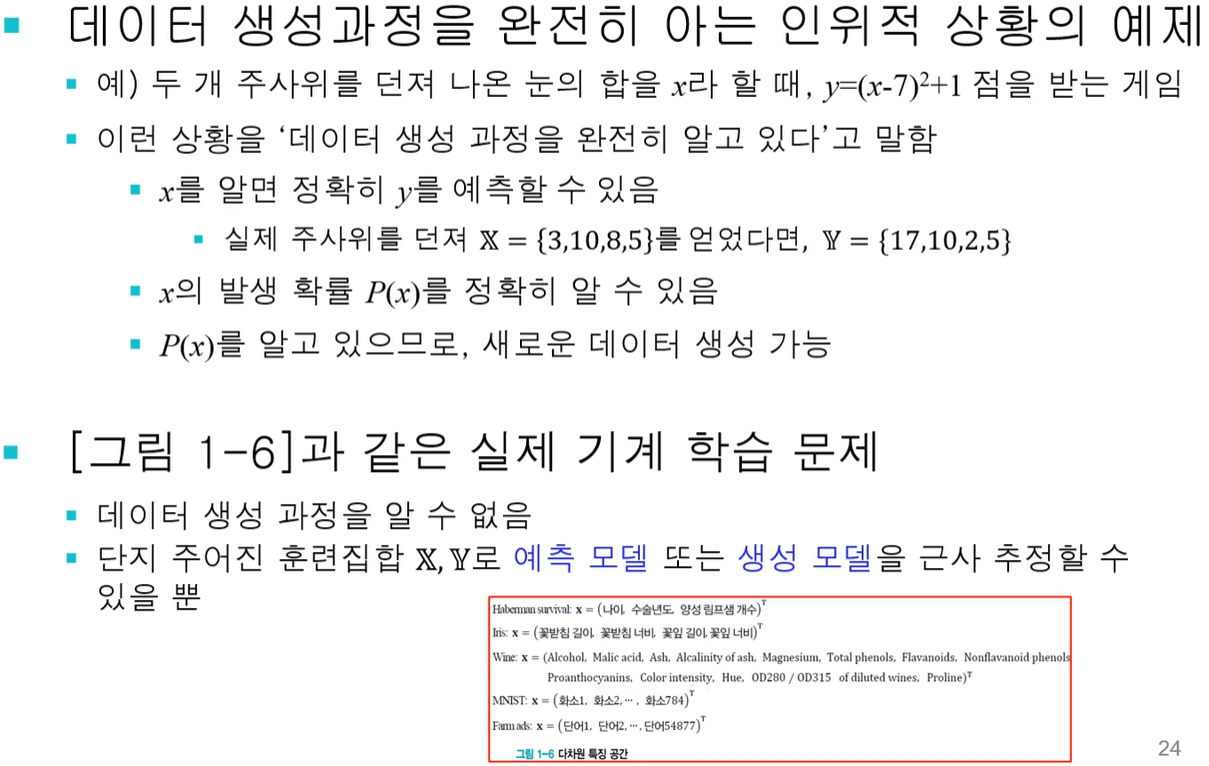 데이터 생성과정을 완전히 아는 인위적 상황의 예제
예) 두 개 주사위를 던져 나온 눈의 합을 x라 할 때, y=(x-7)²+1 점을 받는 게임
이런 상황을 ‘데이터 생성 과정을 완전히 알고 있다’고 말함
x를 알면 정확히 y를 예측할 수 있음
실제 주사위를 던져 𝕏 = {3,10,8,5}를 얻었다면, 𝕐 = {17,10,2,5}
x의 발생 확률 P(x)를 정확히 알 수 있음
P(x)를 알고 있으므로, 새로운 데이터 생성 가능
[그림 1-6]과 같은 실제 기계 학습 문제
데이터 생성 과정을 알 수 없음
단지 주어진 훈련집합 𝕏, 𝕐로 예측 모델 또는 생성 모델을 근사 추정할 수
있을 뿐
Haberman survival: x = (나이, 수술년도, 양성 림프샘 개수)ᵀ
Iris: x = (꽃받침 길이, 꽃받침 너비, 꽃잎 길이, 꽃잎 너비)ᵀ
Wine: x = (Alcohol, Malic acid, Ash, Alcalinity of ash, Magnesium, Total phenols, Flavanoids, Nonflavanoid phenols
Proanthocyanins, Color intensity, Hue, OD280 / OD315 of diluted wines, Proline)ᵀ
MNIST: x = (화소1, 화소2,⋯, 화소784)ᵀ
Farm ads: x = (단어1, 단어2,⋯,단어54877)ᵀ
그림 1-6 다차원 특징 공간
24